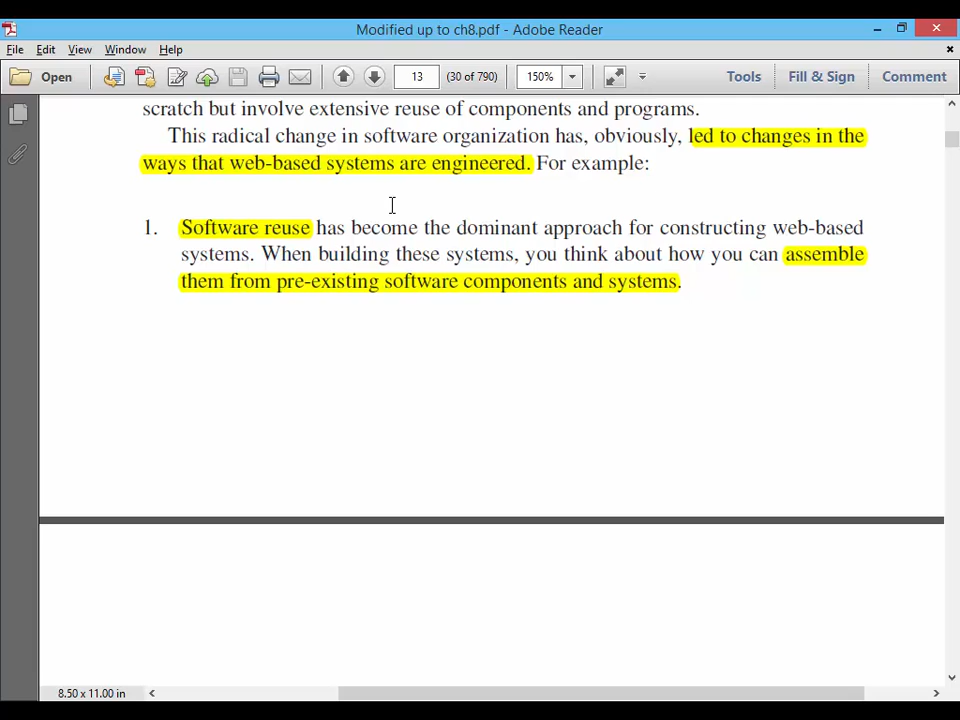 Modified up to ch8.pdf - Adobe Reader
File Edit View Window Help
Open 13 (30 of 790) 150% Tools Fill & Sign Comment
scratch but involve extensive reuse of components and programs.
This radical change in software organization has, obviously, led to changes in the
ways that web-based systems are engineered. For example:
1. Software reuse has become the dominant approach for constructing web-based
systems. When building these systems, you think about how you can assemble
them from pre-existing software components and systems.
8.50 x 11.00 in